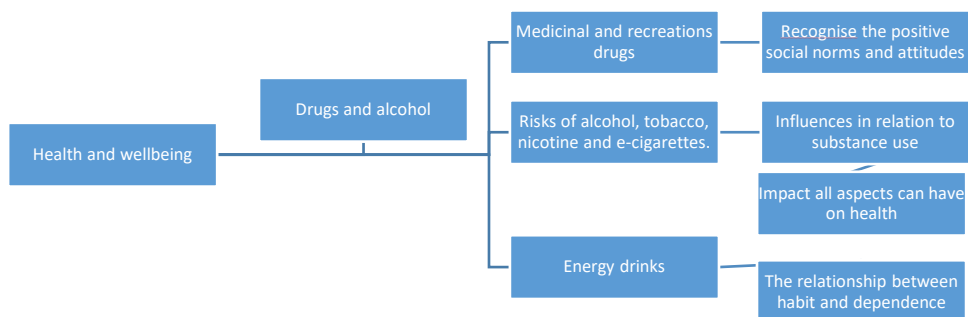 Health and wellbeing
Drugs and alcohol
Medicinal and recreations
drugs
Recognise the positive
social norms and attitudes
Risks of alcohol, tobacco,
nicotine and e-cigarettes.
Influences in relation to
substance use
Impact all aspects can have
on health
Energy drinks
The relationship between
habit and dependence